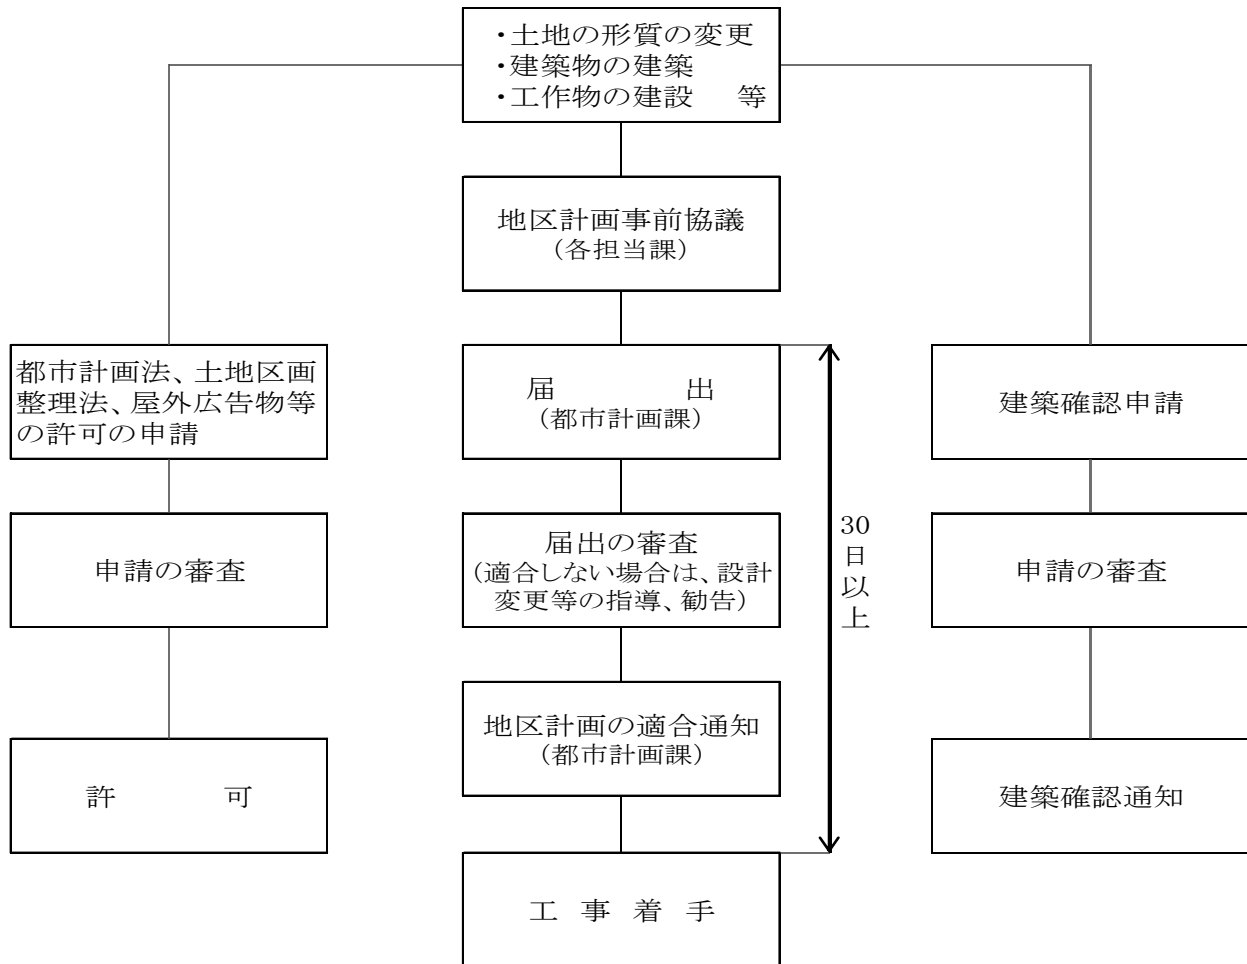 ・土地の形質の変更
・建築物の建築
・工作物の建設　等
地区計画事前協議
（各担当課）
都市計画法、土地区画
整理法、屋外広告物等
の許可の申請
届　　　出
（都市計画課）
建築確認申請
申請の審査
届出の審査
（適合しない場合は、設計
変更等の指導、勧告）
30
日
以
上
申請の審査
地区計画の適合通知
（都市計画課）
許　　　可
建築確認通知
工　事　着　手